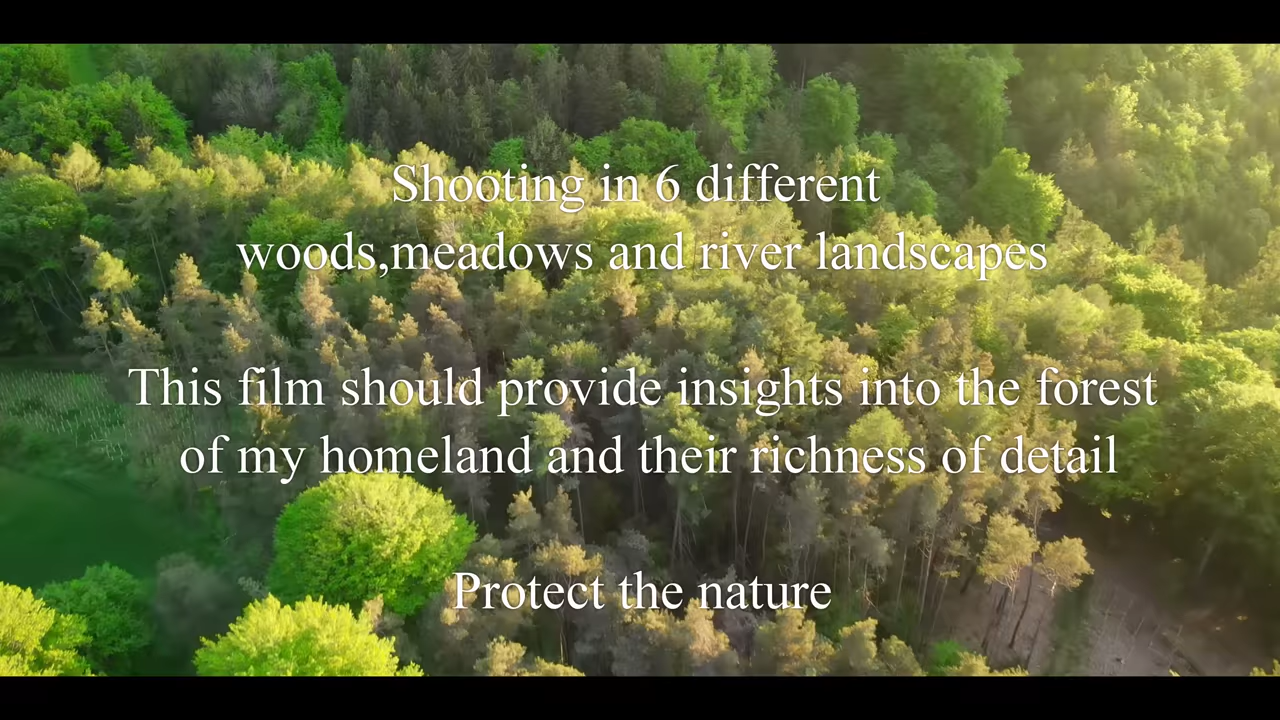 Shooting in 6 different
woods,meadows and river landscapes
This film should provide insights into the forest
of my homeland and their richness of detail
Protect the nature